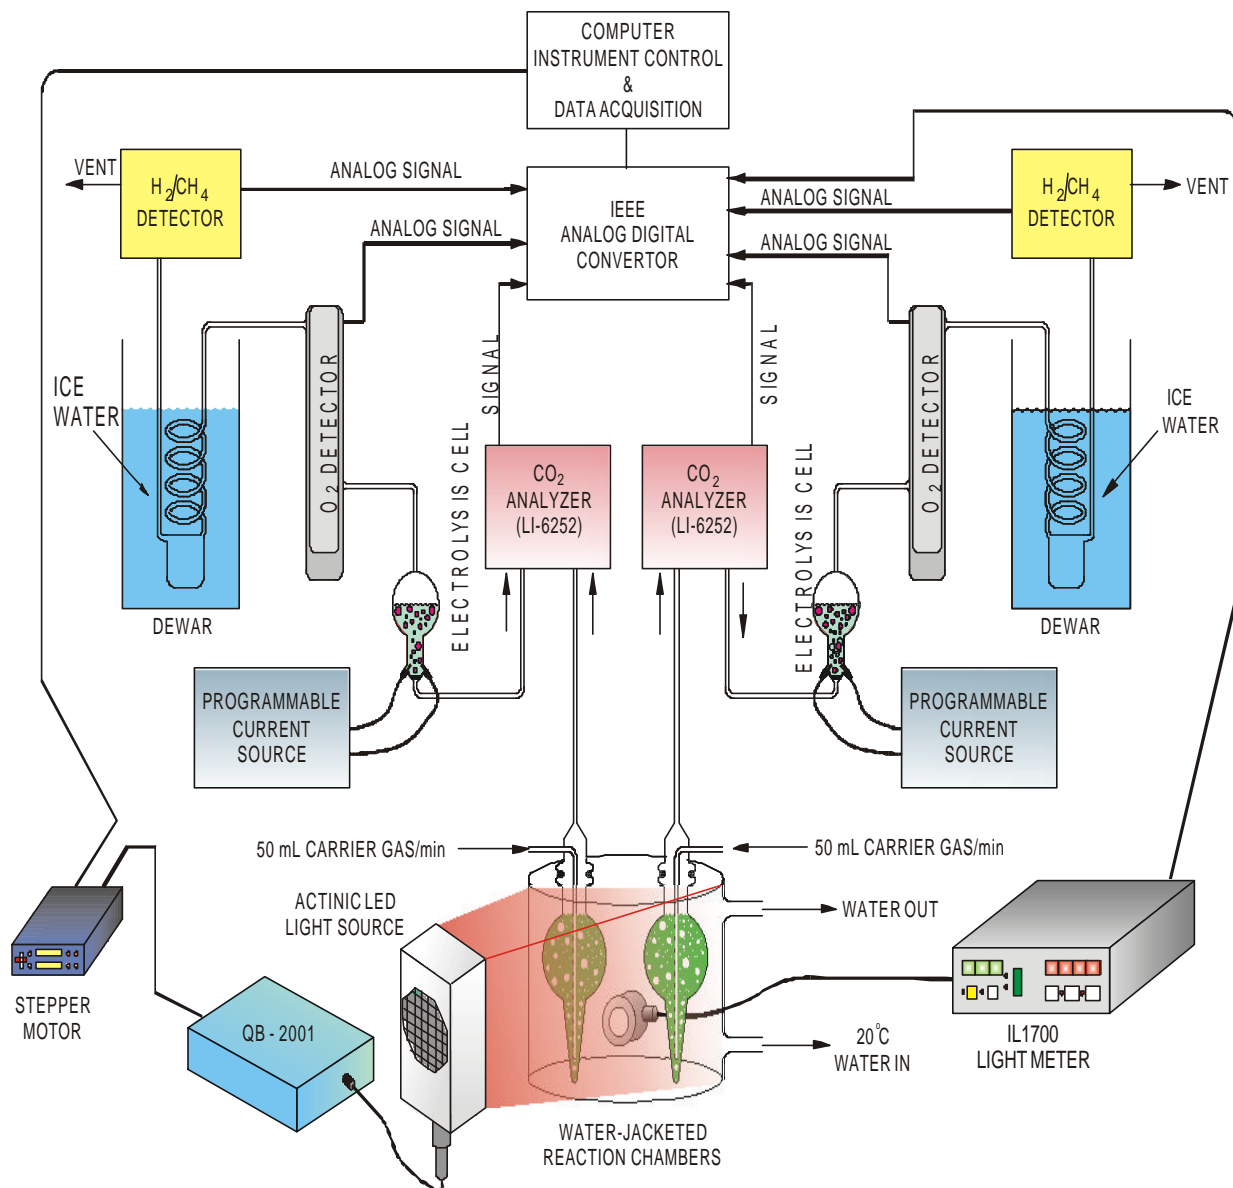 COMPUTER
INSTRUMENT CONTROL
&
DATA ACQUISITION
VENT
H2/CH4
DETECTOR
ANALOG SIGNAL
ANALOG SIGNAL
IEEE
ANALOG DIGITAL
CONVERTOR
ANALOG SIGNAL
ANALOG SIGNAL
H2/CH4
DETECTOR
VENT
ICE
WATER
O2 DETECTOR
SIGNAL
SIGNAL
O2 DETECTOR
ICE
WATER
ELECTROLYSIS CELL
CO2
ANALYZER
(LI-6252)
CO2
ANALYZER
(LI-6252)
ELECTROLYSIS CELL
DEWAR
DEWAR
PROGRAMMABLE
CURRENT
SOURCE
PROGRAMMABLE
CURRENT
SOURCE
50 mL CARRIER GAS/min
50 mL CARRIER GAS/min
ACTINIC LED
LIGHT SOURCE
WATER OUT
STEPPER
MOTOR
QB - 2001
20°C
WATER IN
IL1700
LIGHT METER
WATER-JACKETED
REACTION CHAMBERS